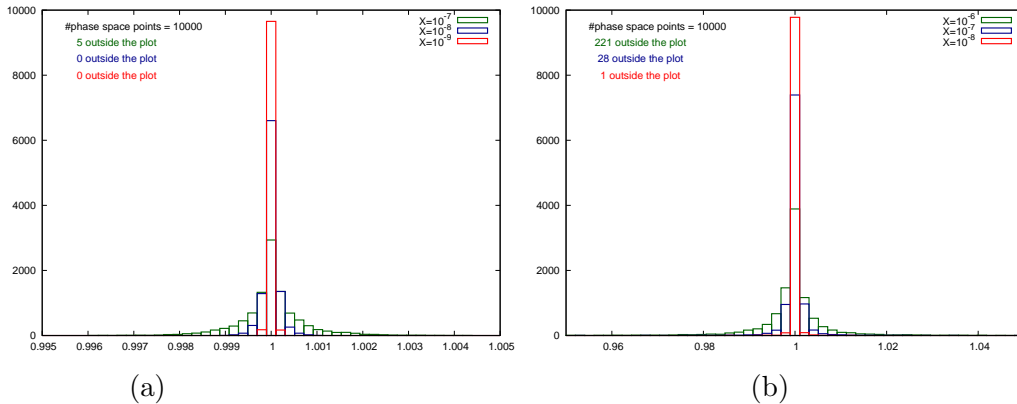 10000
8000
6000
4000
2000
0
#phase space points = 10000
5 outside the plot
0 outside the plot
0 outside the plot
X=10-7
X=10-8
X=10-9
0.995 0.996 0.997 0.998 0.999 1 1.001 1.002 1.003 1.004 1.005
(a)
10000
8000
6000
4000
2000
0
#phase space points = 10000
221 outside the plot
28 outside the plot
1 outside the plot
X=10-6
X=10-7
X=10-8
0.96 0.98 1 1.02 1.04
(b)